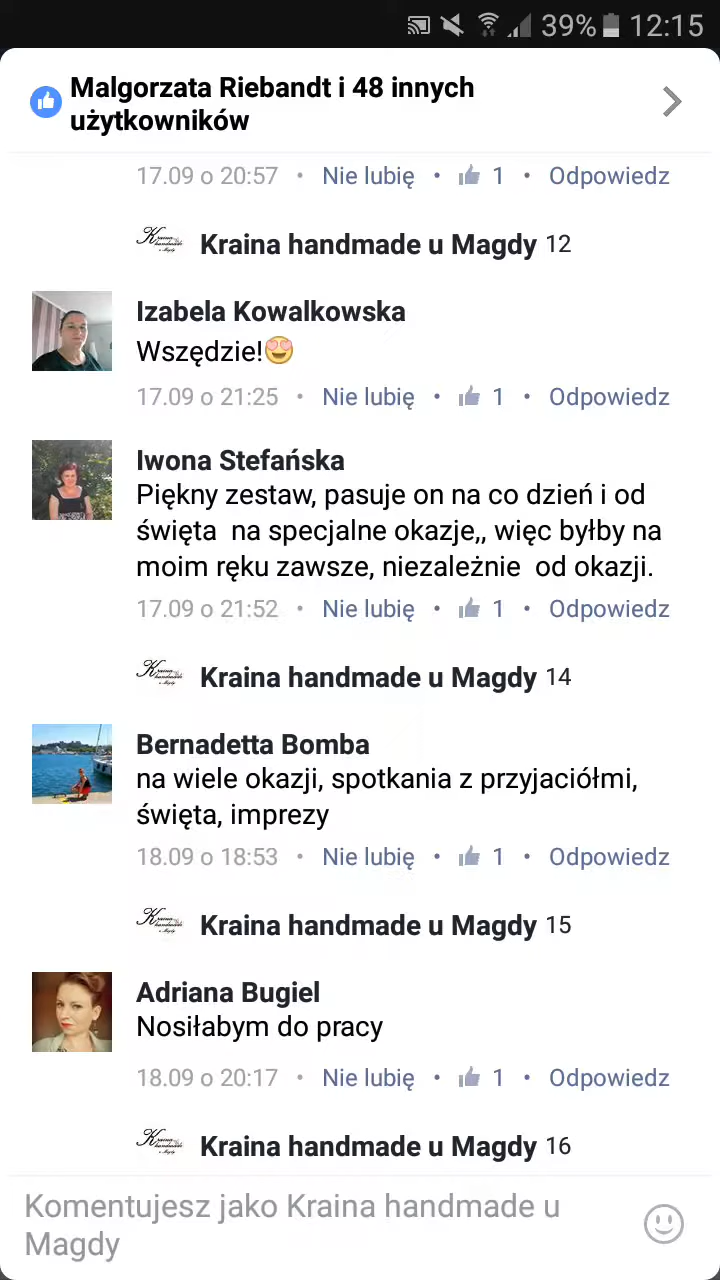 39% 12:15
Malgorzata Riebandt i 48 innych
użytkowników
17.09 o 20:57 • Nie lubię • 1 • Odpowiedz
Kraina handmade u Magdy 12
Izabela Kowalkowska
Wszędzie!😍
17.09 o 21:25 • Nie lubię • 1 • Odpowiedz
Iwona Stefańska
Piękny zestaw, pasuje on na co dzień i od
święta  na specjalne okazje,, więc byłby na
moim ręku zawsze, niezależnie  od okazji.
17.09 o 21:52 • Nie lubię • 1 • Odpowiedz
Kraina handmade u Magdy 14
Bernadetta Bomba
na wiele okazji, spotkania z przyjaciółmi,
święta, imprezy
18.09 o 18:53 • Nie lubię • 1 • Odpowiedz
Kraina handmade u Magdy 15
Adriana Bugiel
Nosiłabym do pracy
18.09 o 20:17 • Nie lubię • 1 • Odpowiedz
Kraina handmade u Magdy 16
Komentujesz jako Kraina handmade u
Magdy